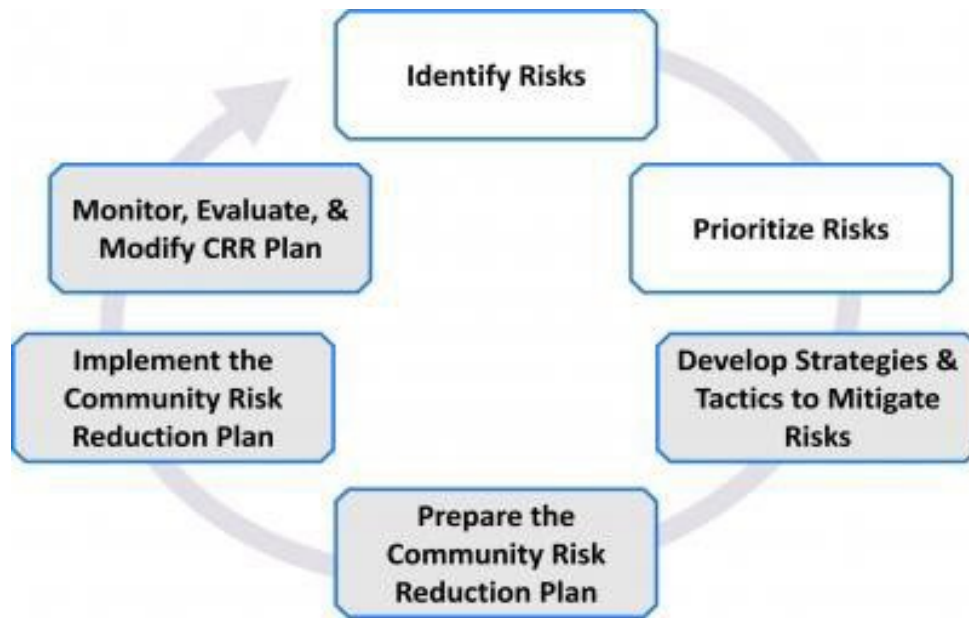 Identify Risks
Prioritize Risks
Develop Strategies &
Tactics to Mitigate
Risks
Prepare the
Community Risk
Reduction Plan
Implement the
Community Risk
Reduction Plan
Monitor, Evaluate, &
Modify CRR Plan